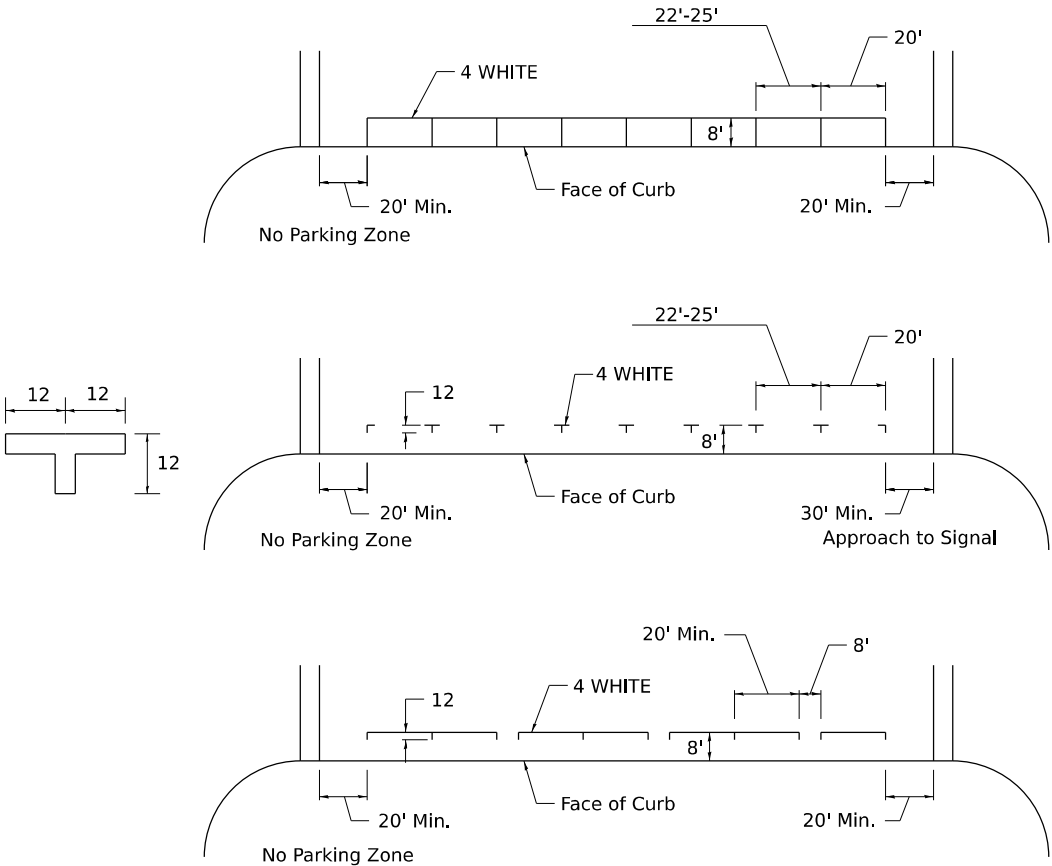 22'-25'
20'
4 WHITE
8'
Face of Curb
20' Min.
20' Min.
No Parking Zone
22'-25'
20'
4 WHITE
12
12 12
12
8'
Face of Curb
20' Min.
30' Min.
No Parking Zone
Approach to Signal
20' Min.
8'
4 WHITE
12
8'
Face of Curb
20' Min.
20' Min.
No Parking Zone